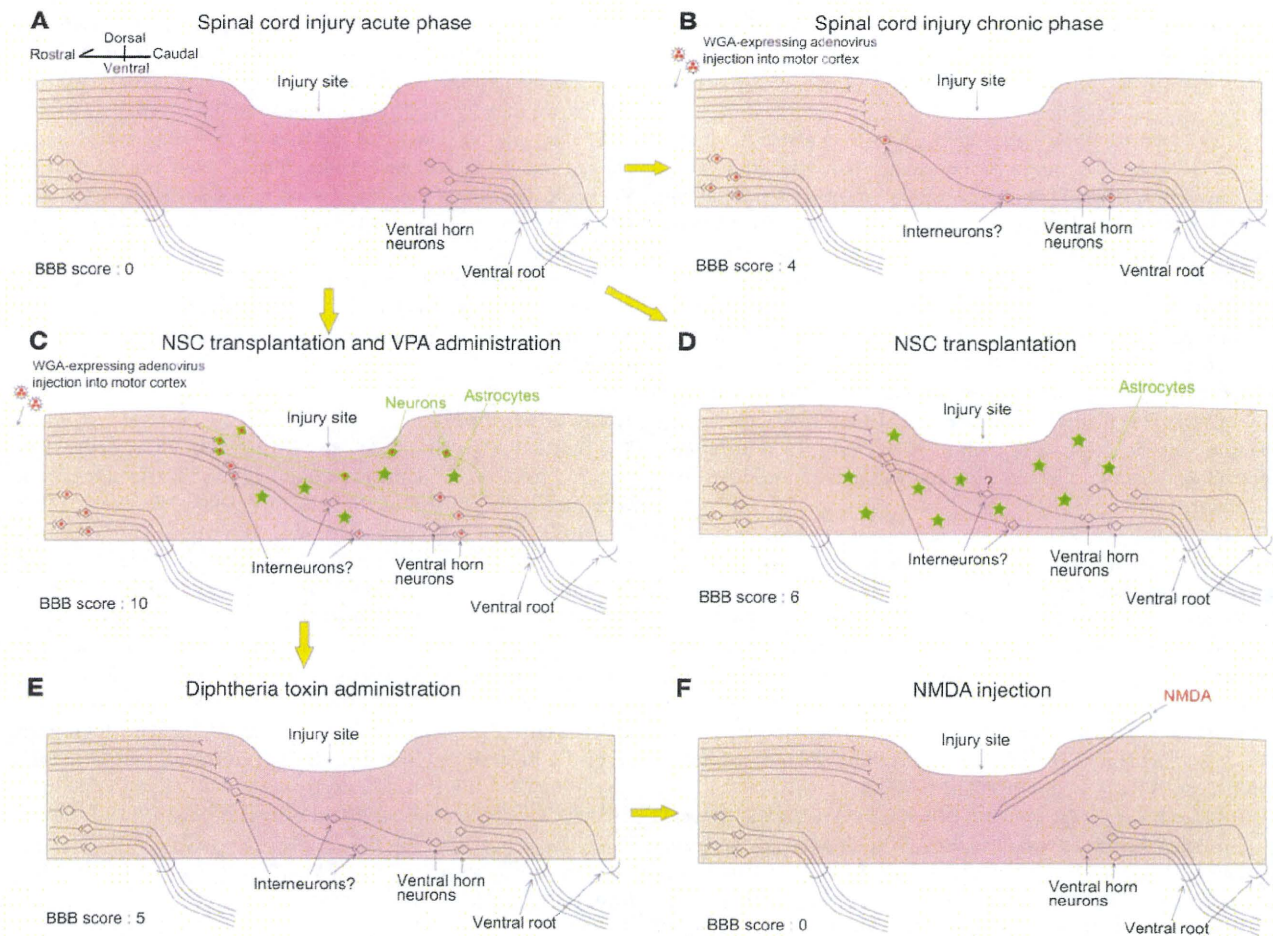 A
Spinal cord injury acute phase
Dorsal
Rostral
Caudal
Ventral
Injury site
Ventral horn
neurons
Ventral root
BBB score : 0
B
Spinal cord injury chronic phase
WGA-expressing adenovirus
injection into motor cortex
Injury site
Interneurons?
Ventral horn
neurons
Ventral root
BBB score : 4
C
NSC transplantation and VPA administration
WGA-expressing adenovirus
injection into motor cortex
Injury site
Neurons
Astrocytes
Interneurons?
Ventral horn
neurons
Ventral root
BBB score : 10
D
NSC transplantation
Injury site
Astrocytes
?
Interneurons?
Ventral horn
neurons
Ventral root
BBB score : 6
E
Diphtheria toxin administration
Injury site
Interneurons?
Ventral horn
neurons
Ventral root
BBB score : 5
F
NMDA injection
NMDA
Injury site
Ventral horn
neurons
Ventral root
BBB score : 0